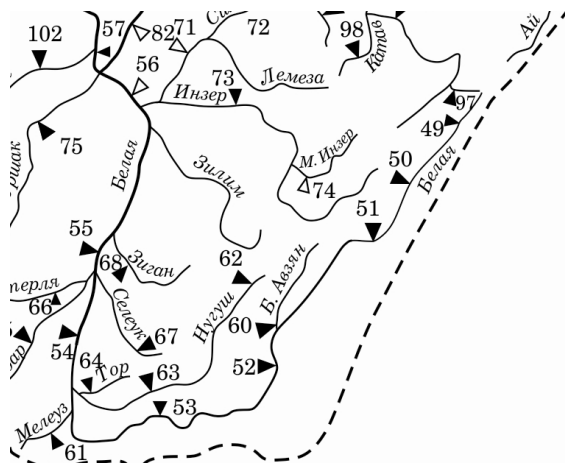 57
82
71
72
98
Катав
Ай
102
56
73
Лемеза
Инзер
97
49
75
Белая
Зилим
М. Инзер
74
50
Белая
51
55
68
Зиган
62
Б. Авзян
66
Селеук
67
Нугуш
60
54
64
Тор
63
52
53
Мелеуз
61